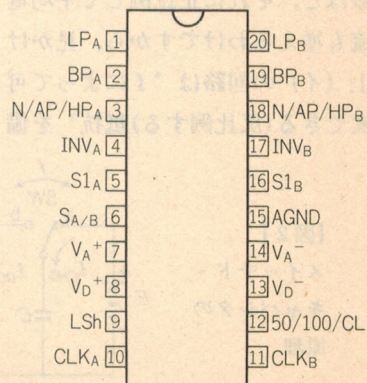 LPA 1
BPA 2
N/AP/HPA 3
INVA 4
S1A 5
SA/B 6
VA+ 7
VD+ 8
LSh 9
CLKA 10
20 LPB
19 BPB
18 N/AP/HPB
17 INVB
16 S1B
15 AGND
14 VA−
13 VD−
12 50/100/CL
11 CLKB